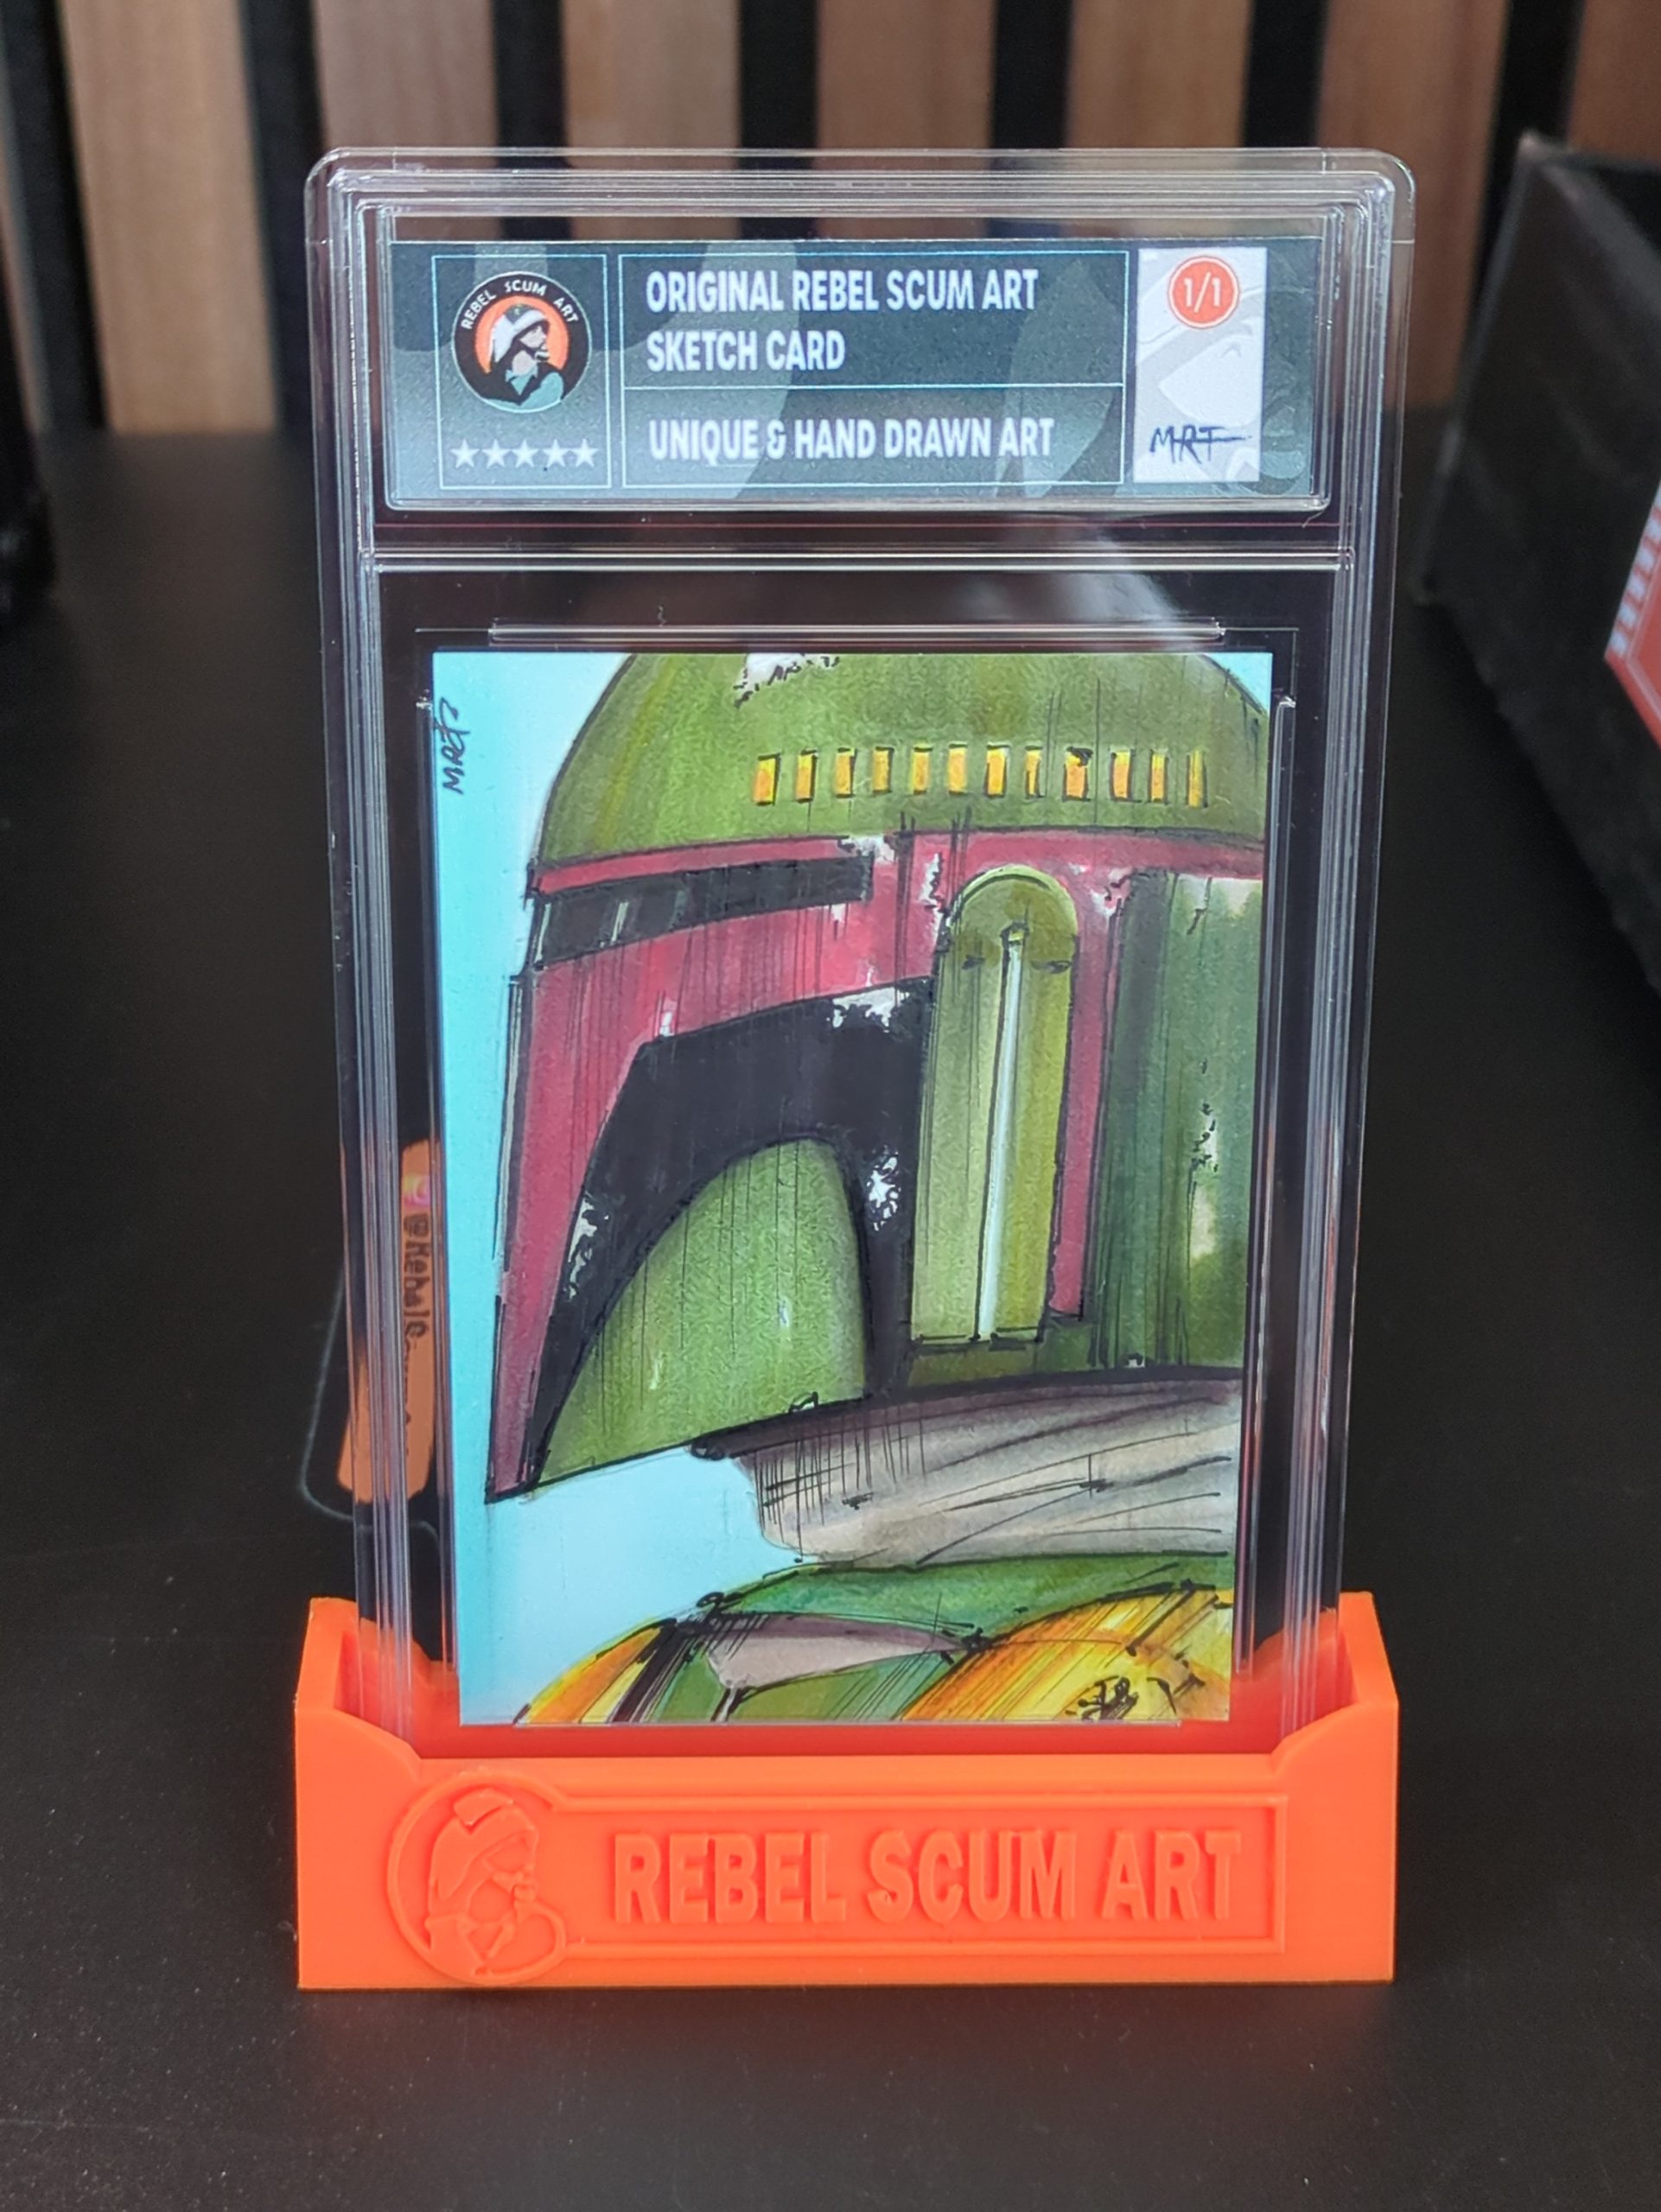 REBEL SCUM ART
ORIGINAL REBEL SCUM ART
SKETCH CARD
UNIQUE & HAND DRAWN ART
1/1
MRT
MRT
REBEL SCUM ART